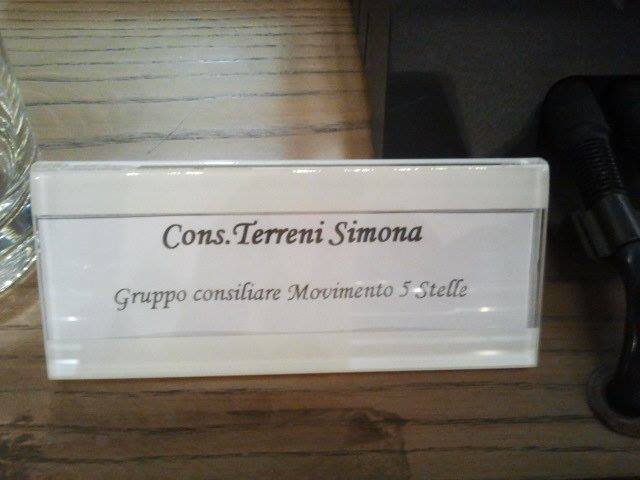 Cons.Terreni Simona
Gruppo consiliare Movimento 5 Stelle